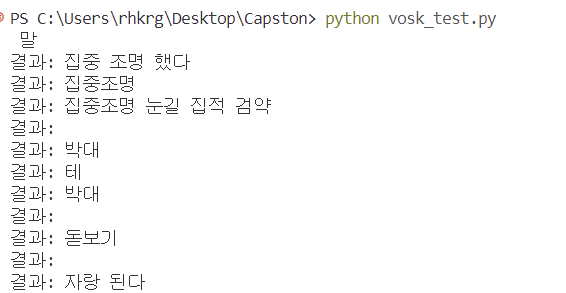 PS C:\Users\rhkrg\Desktop\Capston> python vosk_test.py
말
결과: 집중 조명 했다
결과: 집중조명
결과: 집중조명 눈길 집적 검약
결과:
결과: 박대
결과: 테
결과: 박대
결과:
결과: 돋보기
결과:
결과: 자랑 된다